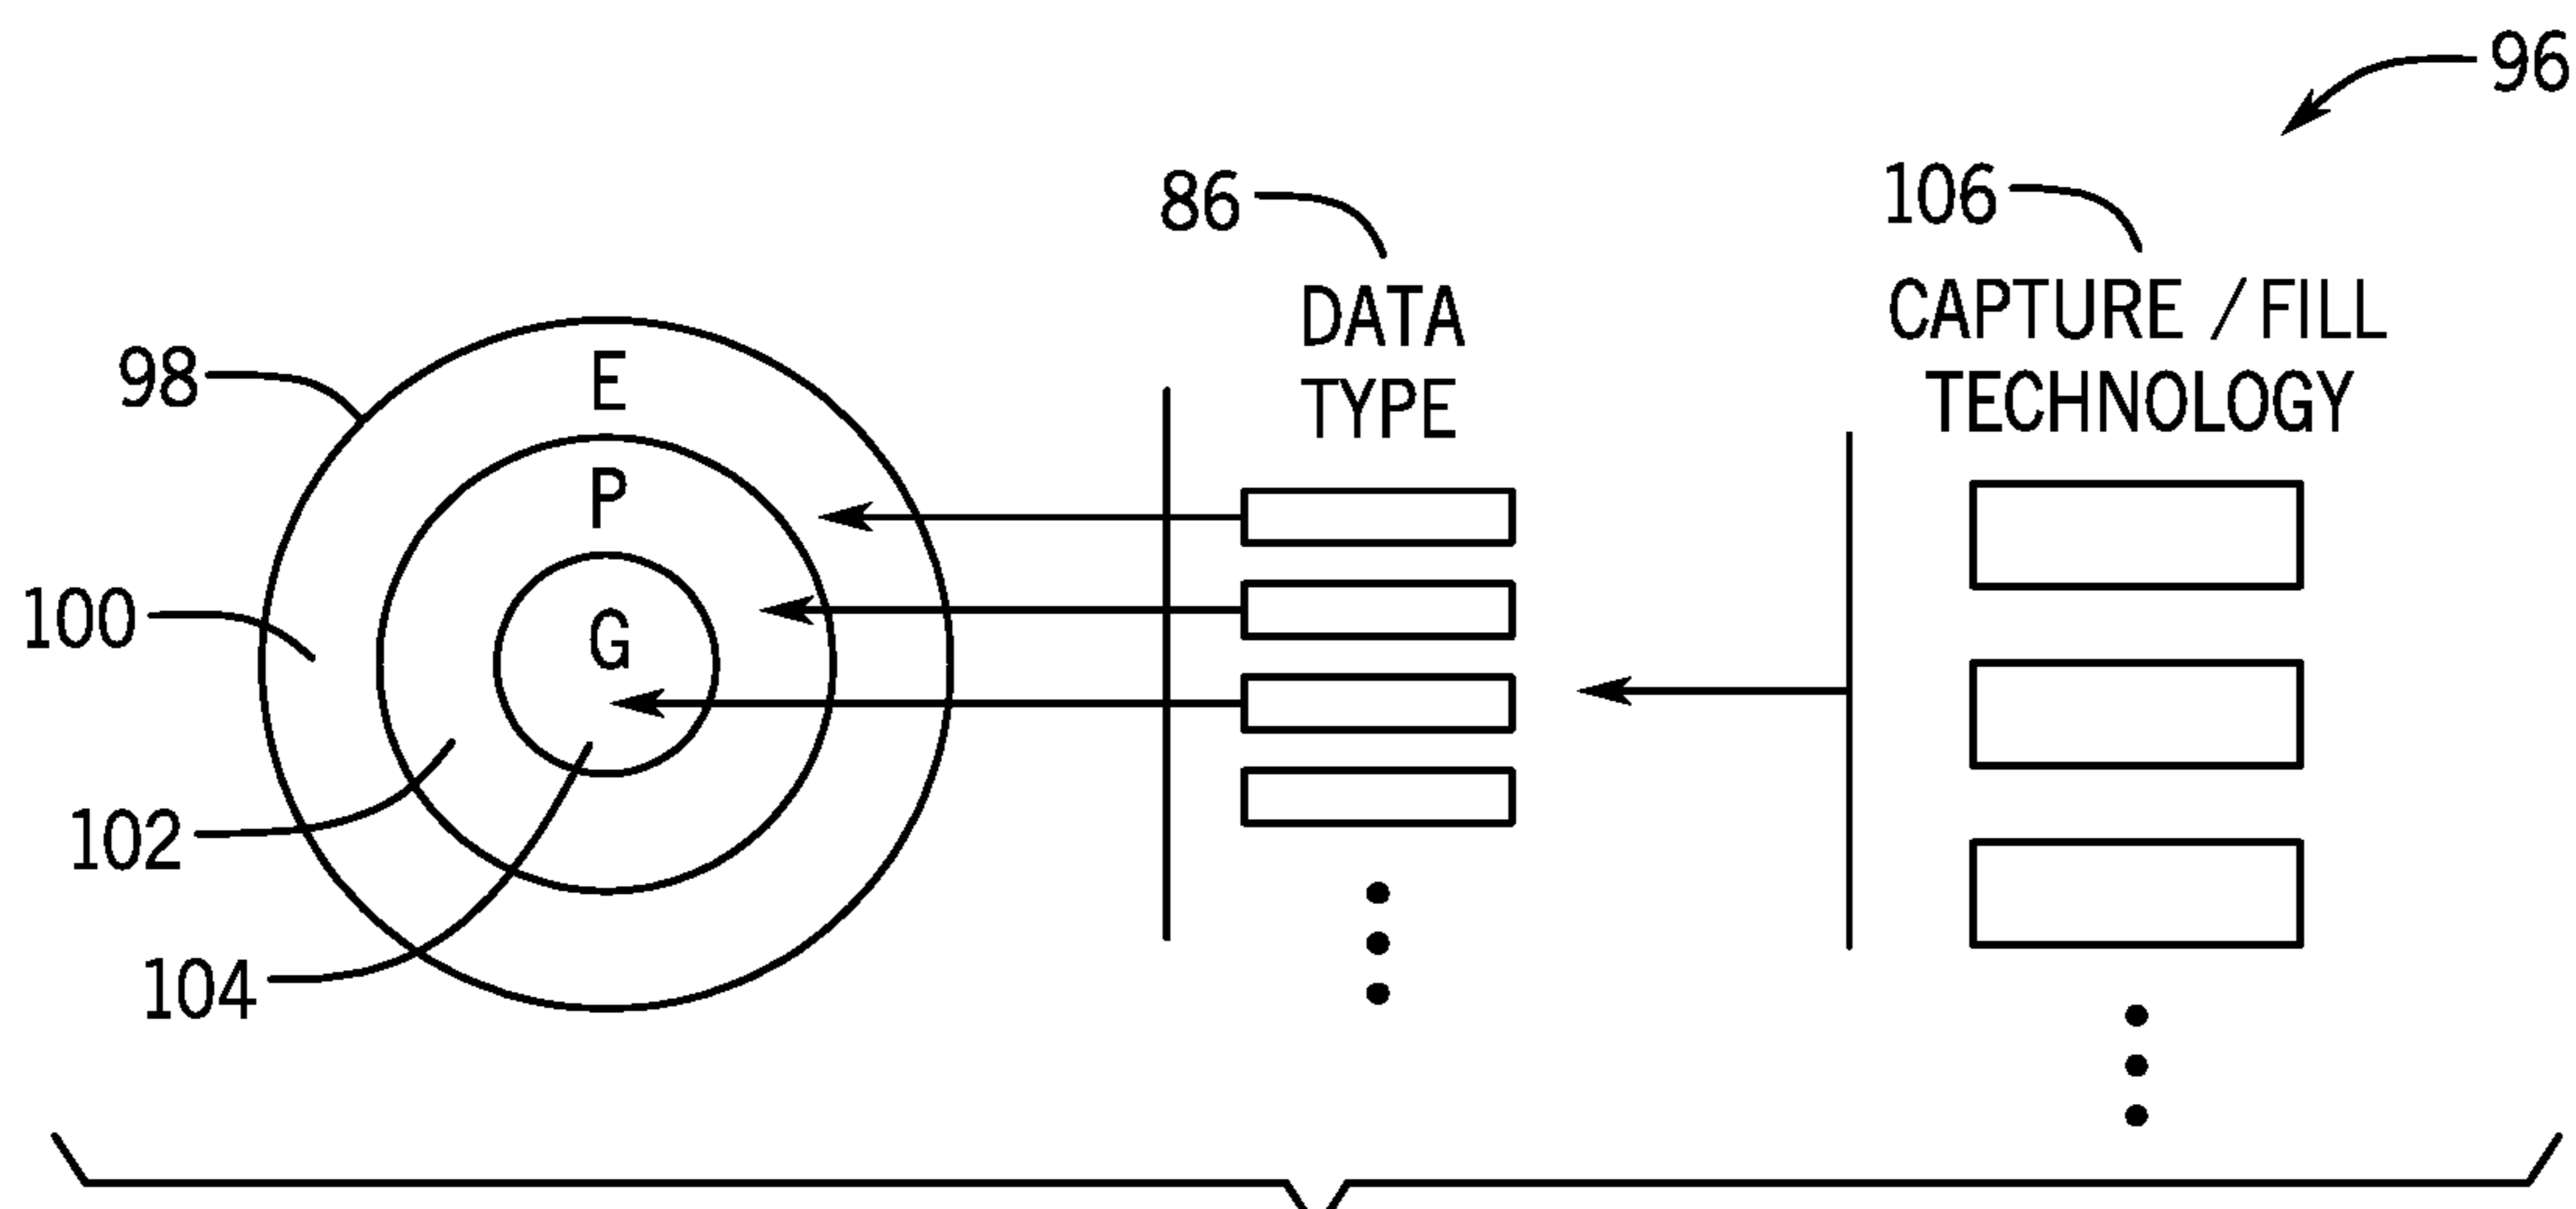 96
86
106
DATA
TYPE
CAPTURE / FILL
TECHNOLOGY
98
E
P
G
100
102
104